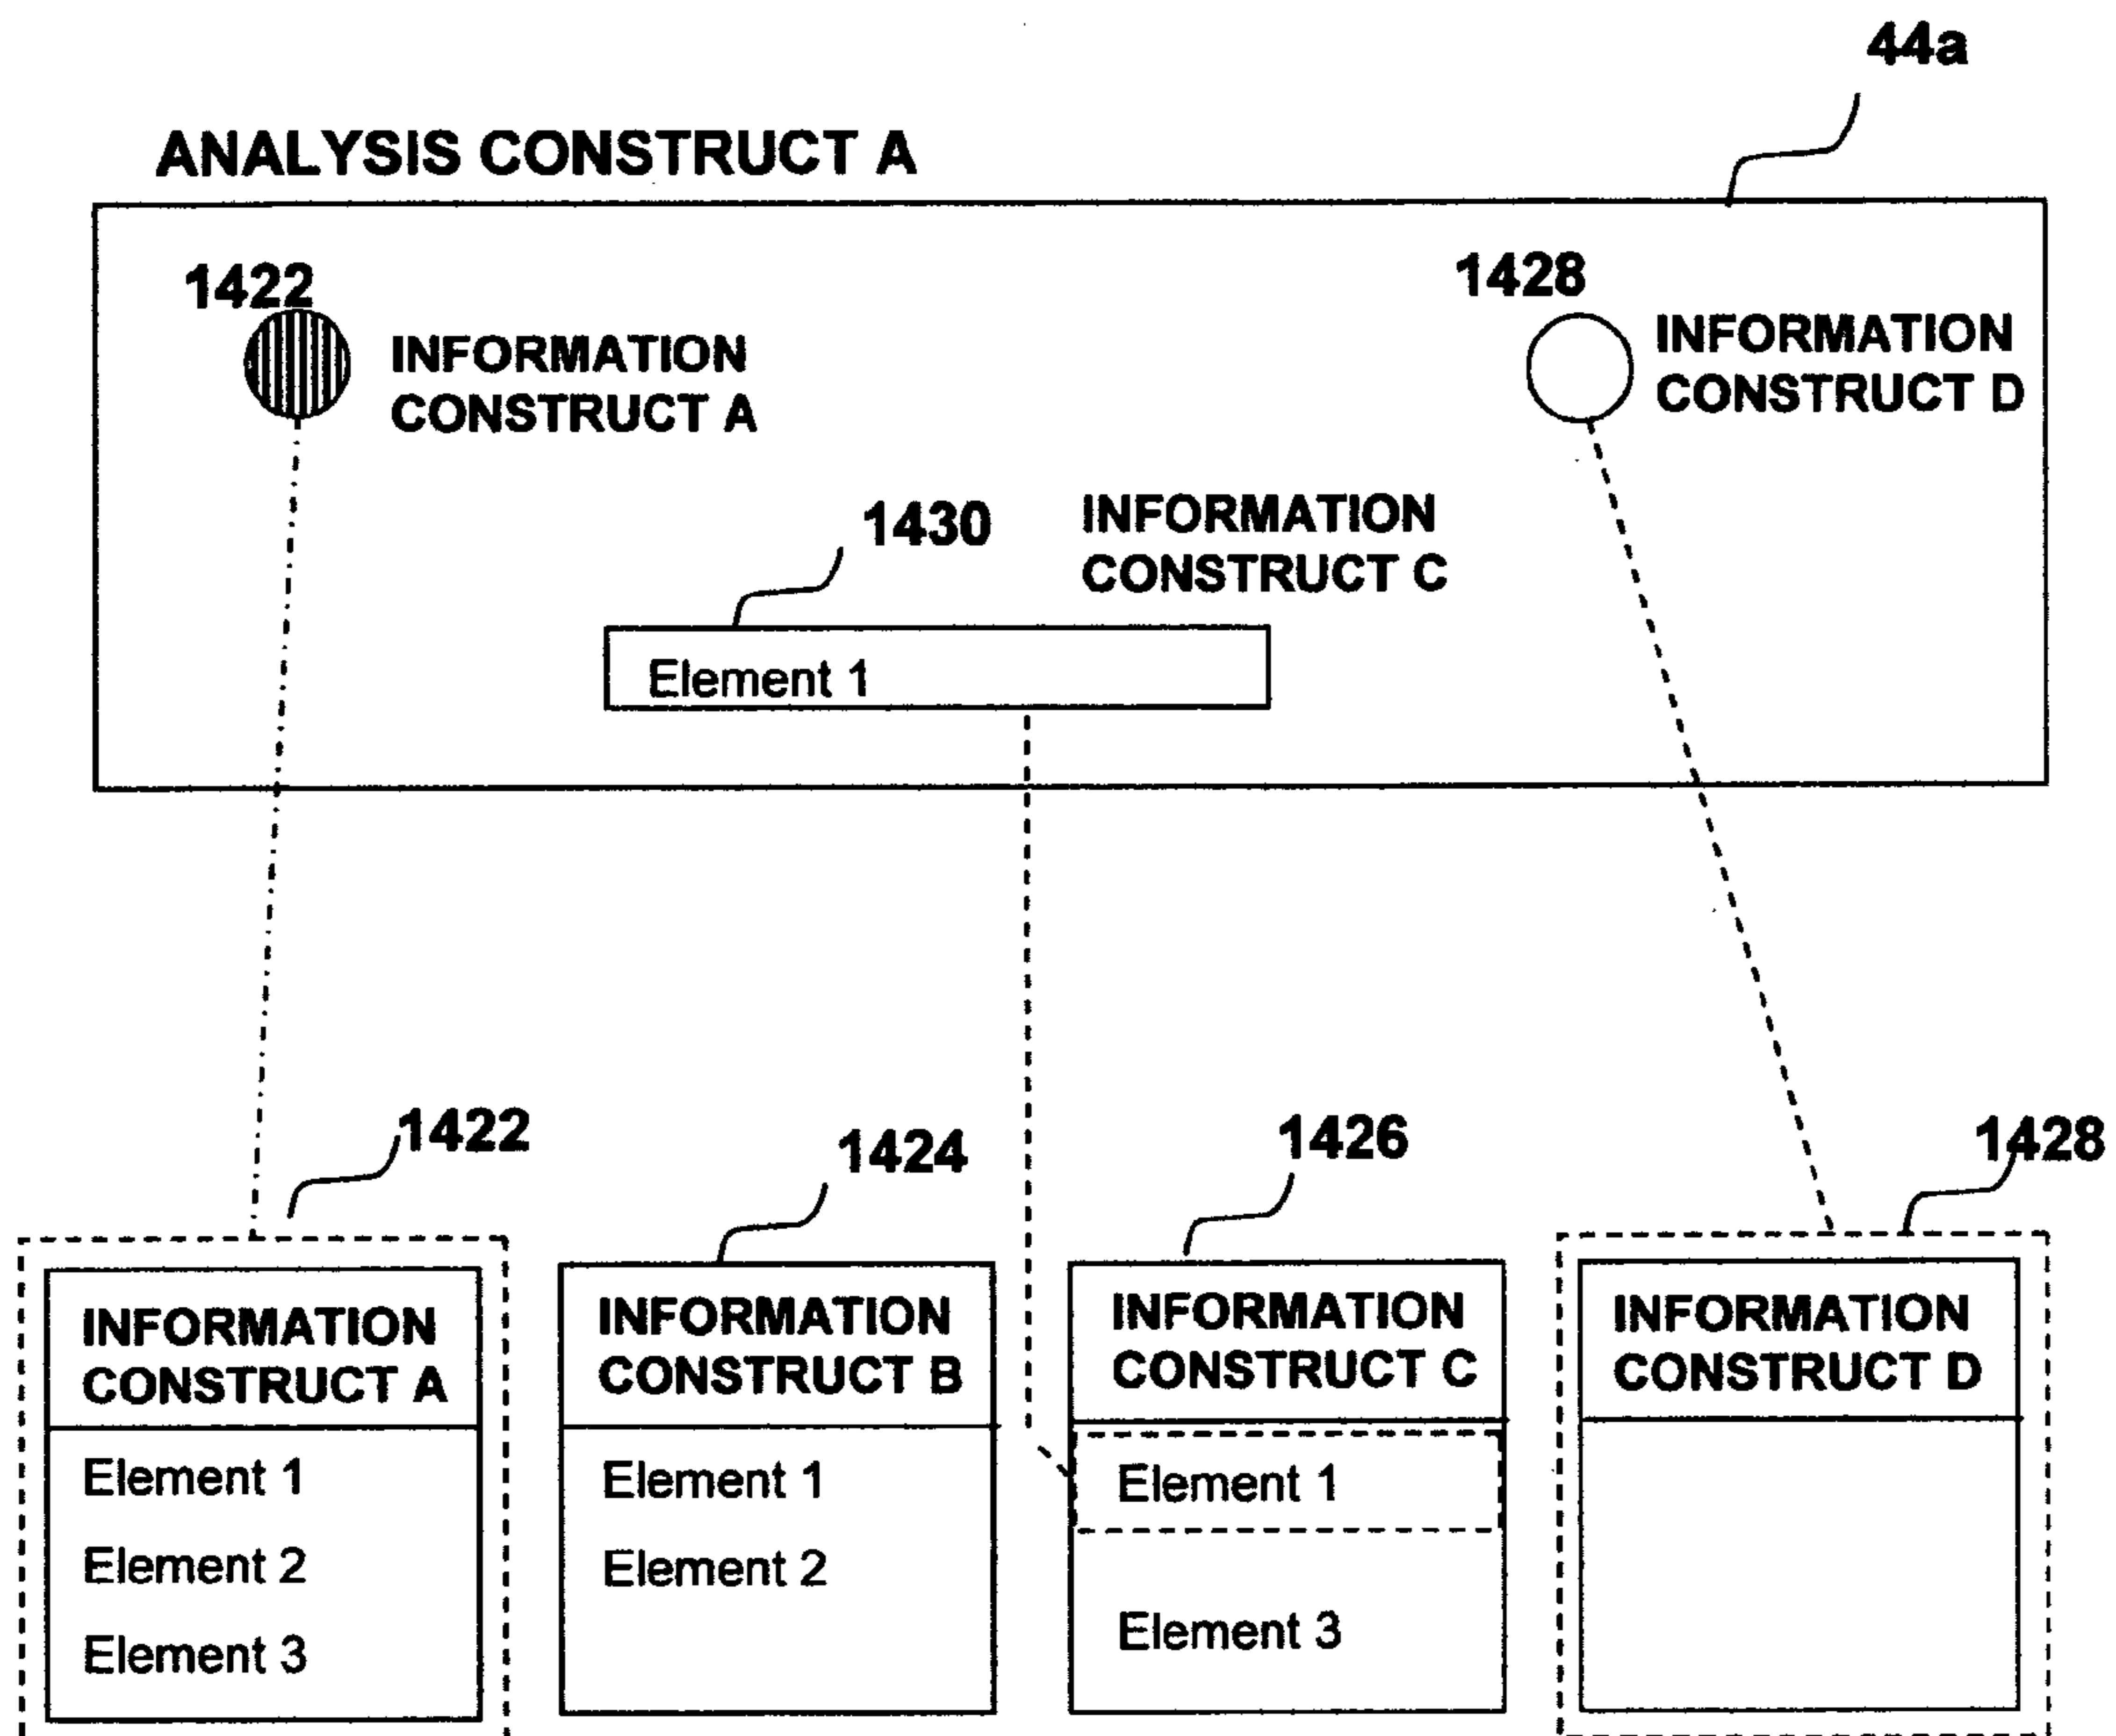 44a
ANALYSIS CONSTRUCT A
1422
INFORMATION
CONSTRUCT A
1428
INFORMATION
CONSTRUCT D
1430
INFORMATION
CONSTRUCT C
Element 1
1422
1424
1426
1428
INFORMATION
CONSTRUCT A
Element 1
Element 2
Element 3
INFORMATION
CONSTRUCT B
Element 1
Element 2
INFORMATION
CONSTRUCT C
Element 1
Element 3
INFORMATION
CONSTRUCT D